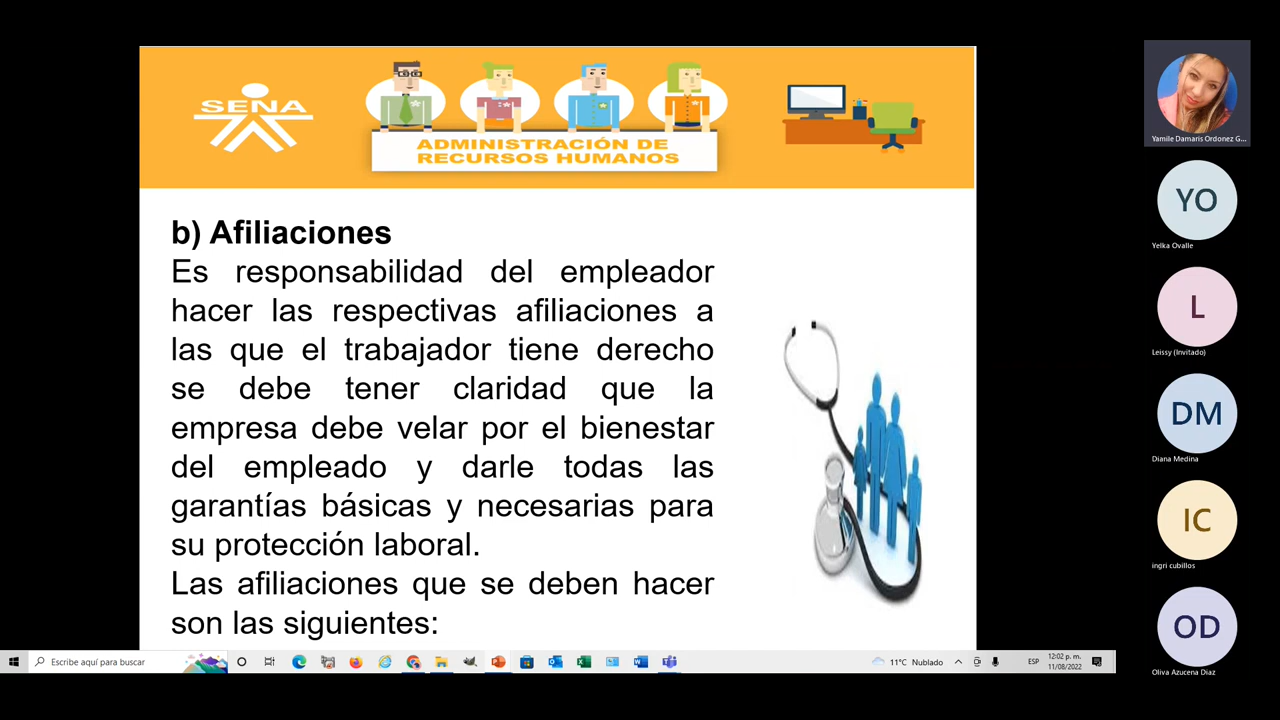 SENA
ADMINISTRACIÓN DE
RECURSOS HUMANOS
b) Afiliaciones
Es responsabilidad del empleador
hacer las respectivas afiliaciones a
las que el trabajador tiene derecho
se debe tener claridad que la
empresa debe velar por el bienestar
del empleado y darle todas las
garantías básicas y necesarias para
su protección laboral.
Las afiliaciones que se deben hacer
son las siguientes:
Yamile Damaris Ordonez G...
YO
Yelka Ovalle
L
Leissy (Invitado)
DM
Diana Medina
IC
ingri cubillos
OD
Oliva Azucena Diaz
Escribe aquí para buscar
11°C Nublado
ESP
12:02 p. m.
11/08/2022